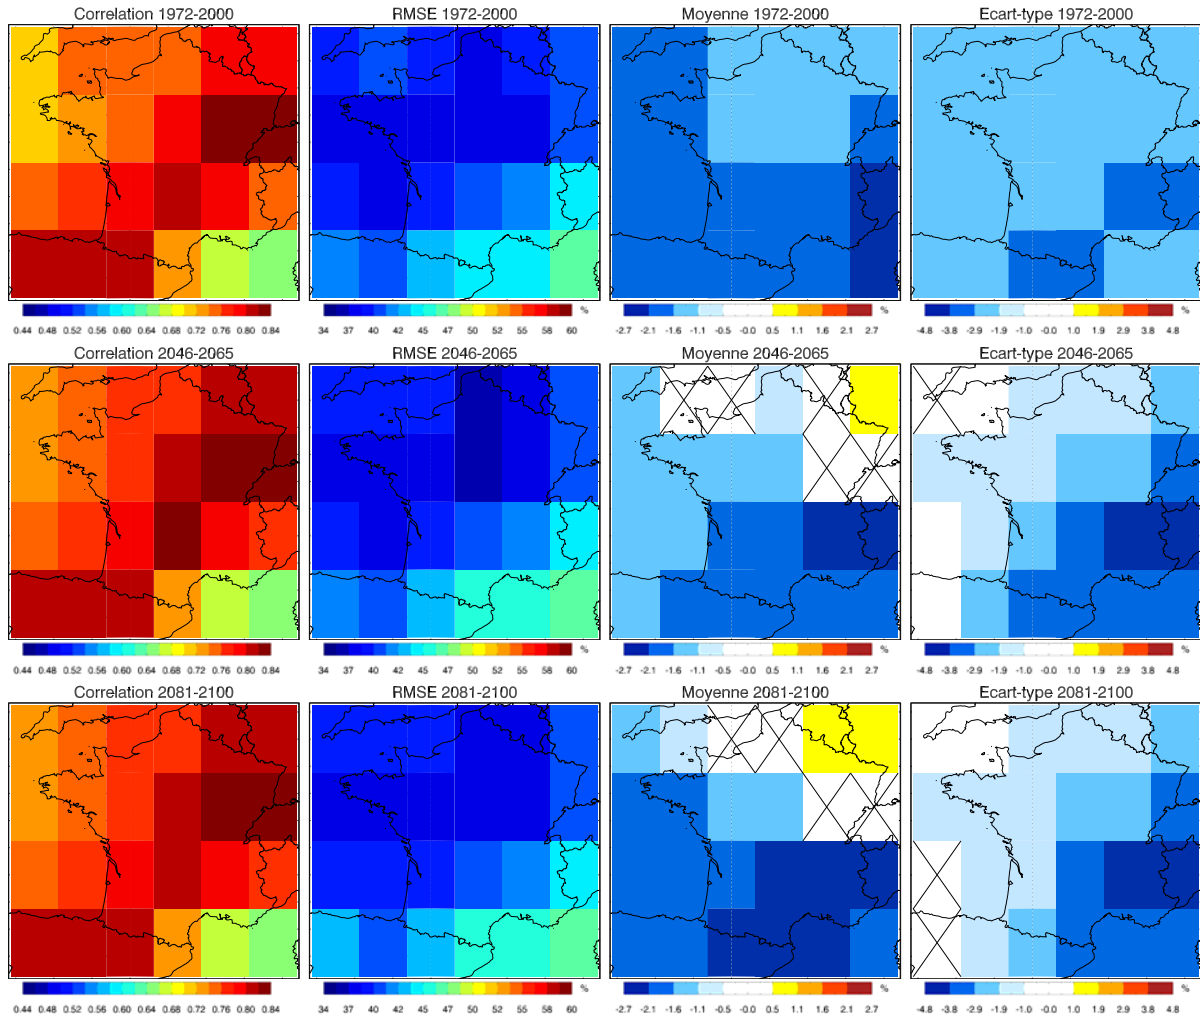 Correlation 1972-2000 RMSE 1972-2000 Moyenne 1972-2000 Ecart-type 1972-2000
0.44 0.48 0.52 0.56 0.60 0.64 0.68 0.72 0.76 0.80 0.84 34 37 40 42 45 47 50 52 55 58 60 % -2.7 -2.1 -1.6 -1.1 -0.5 -0.0 0.5 1.1 1.6 2.1 2.7 % -4.8 -3.8 -2.9 -1.9 -1.0 -0.0 1.0 1.9 2.9 3.8 4.8 %
Correlation 2046-2065 RMSE 2046-2065 Moyenne 2046-2065 Ecart-type 2046-2065
0.44 0.48 0.52 0.56 0.60 0.64 0.68 0.72 0.76 0.80 0.84 34 37 40 42 45 47 50 52 55 58 60 % -2.7 -2.1 -1.6 -1.1 -0.5 -0.0 0.5 1.1 1.6 2.1 2.7 % -4.8 -3.8 -2.9 -1.9 -1.0 -0.0 1.0 1.9 2.9 3.8 4.8 %
Correlation 2081-2100 RMSE 2081-2100 Moyenne 2081-2100 Ecart-type 2081-2100
0.44 0.48 0.52 0.56 0.60 0.64 0.68 0.72 0.76 0.80 0.84 34 37 40 42 45 47 50 52 55 58 60 % -2.7 -2.1 -1.6 -1.1 -0.5 -0.0 0.5 1.1 1.6 2.1 2.7 % -4.8 -3.8 -2.9 -1.9 -1.0 -0.0 1.0 1.9 2.9 3.8 4.8 %